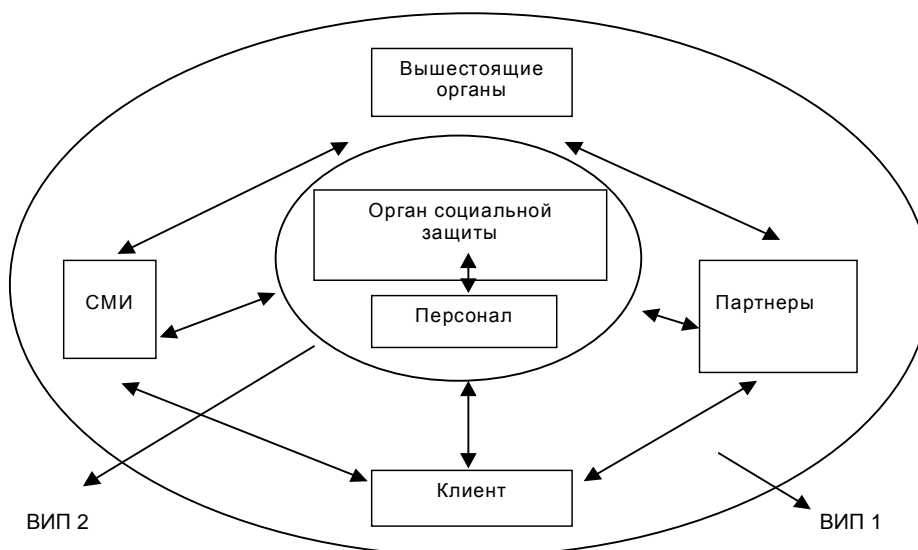 Вышестоящие
органы
Орган социальной
защиты
СМИ
Персонал
Партнеры
Клиент
ВИП 2
ВИП 1